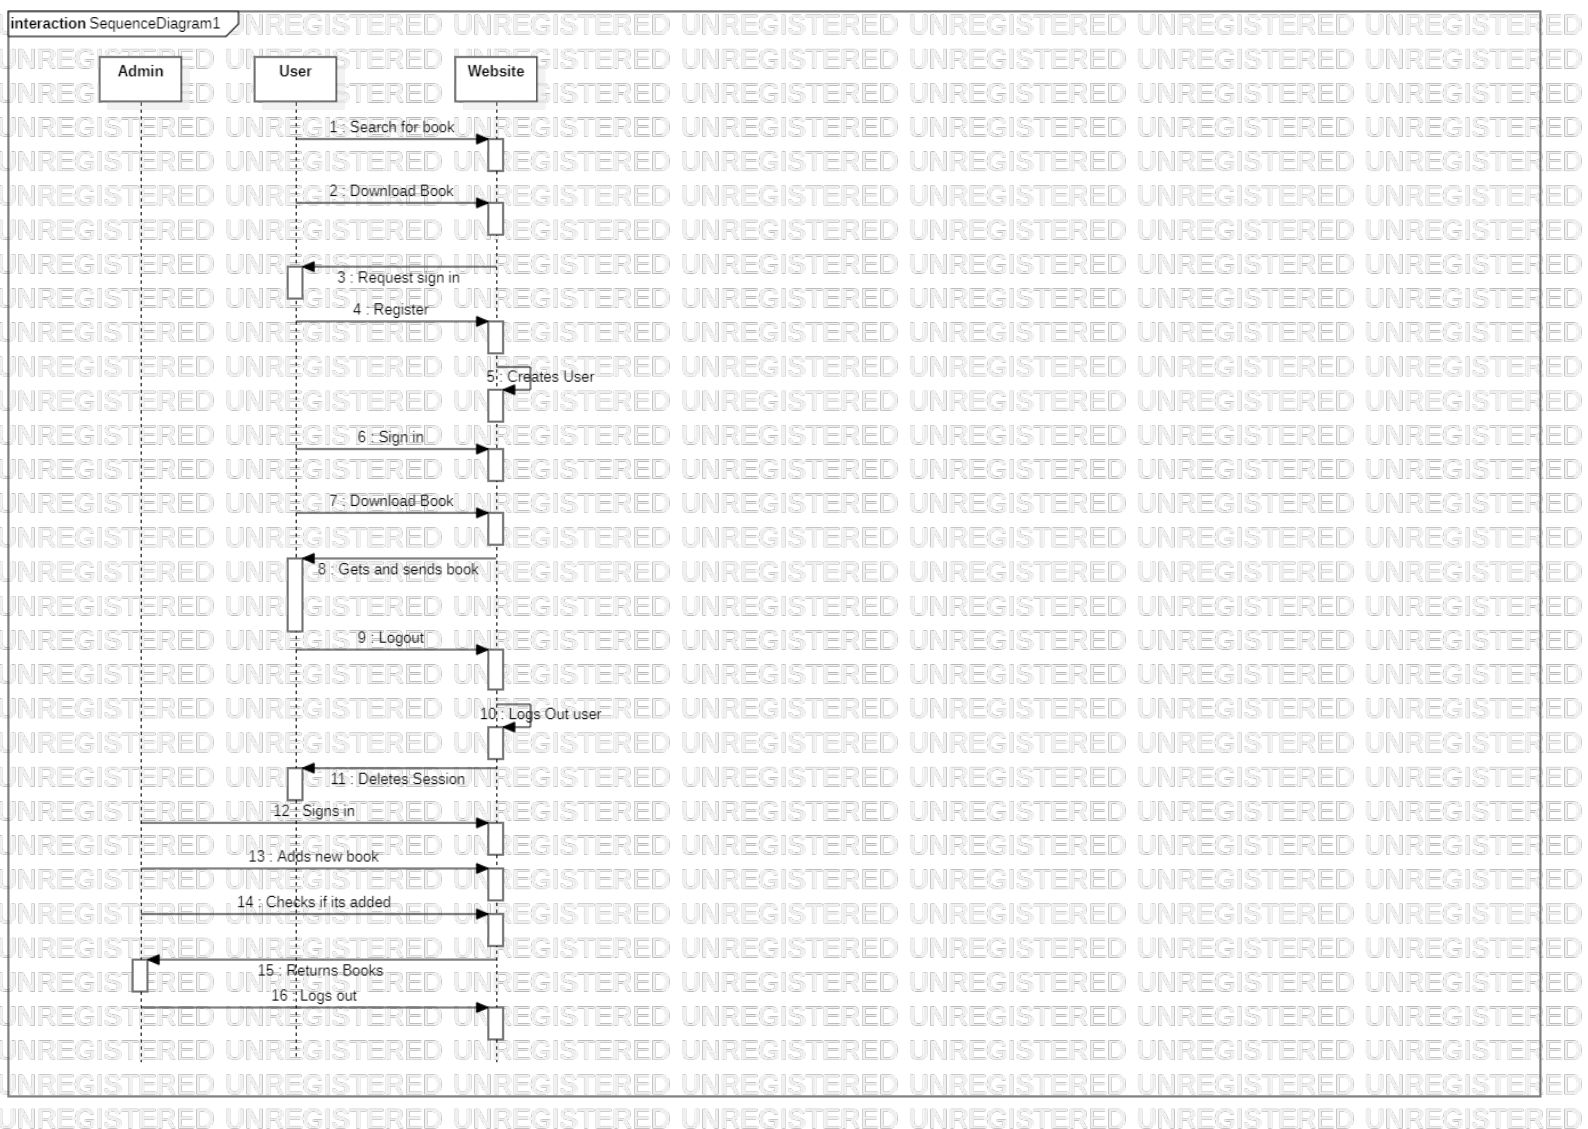 interaction SequenceDiagram1
Admin
User
Website
1 : Search for book
2 : Download Book
3 : Request sign in
4 : Register
5 : Creates User
6 : Sign in
7 : Download Book
8 : Gets and sends book
9 : Logout
10 : Logs Out user
11 : Deletes Session
12 : Signs in
13 : Adds new book
14 : Checks if its added
15 : Returns Books
16 : Logs out
UNREGISTERED